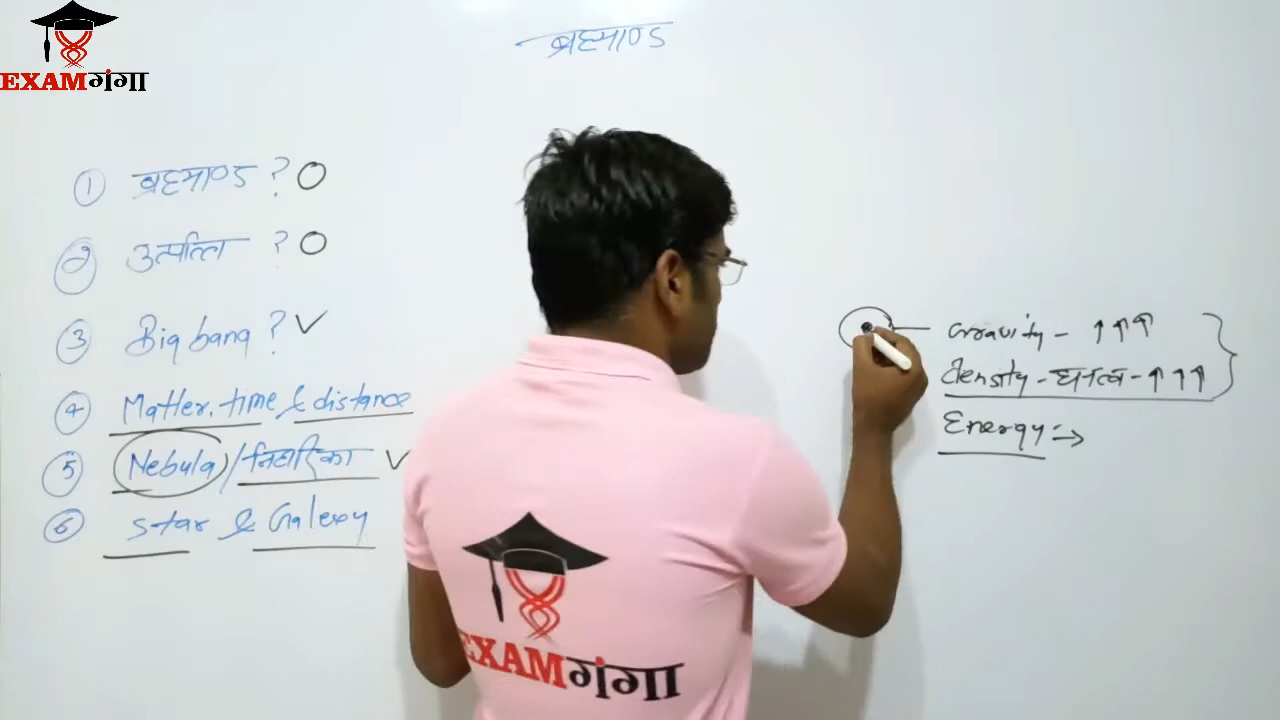 EXAMगंगा
ब्रह्माण्ड
① ब्रह्माण्ड ? O
② उत्पत्ति ? O
③ Big bang ? ✓
④ Matter, time & distance
⑤ Nebula / निहारिका ✓
⑥ Star & Galexy
Gravity - ↑↑↑
density - घनत्व - ↑↑↑
Energy ⇒
EXAMगंगा